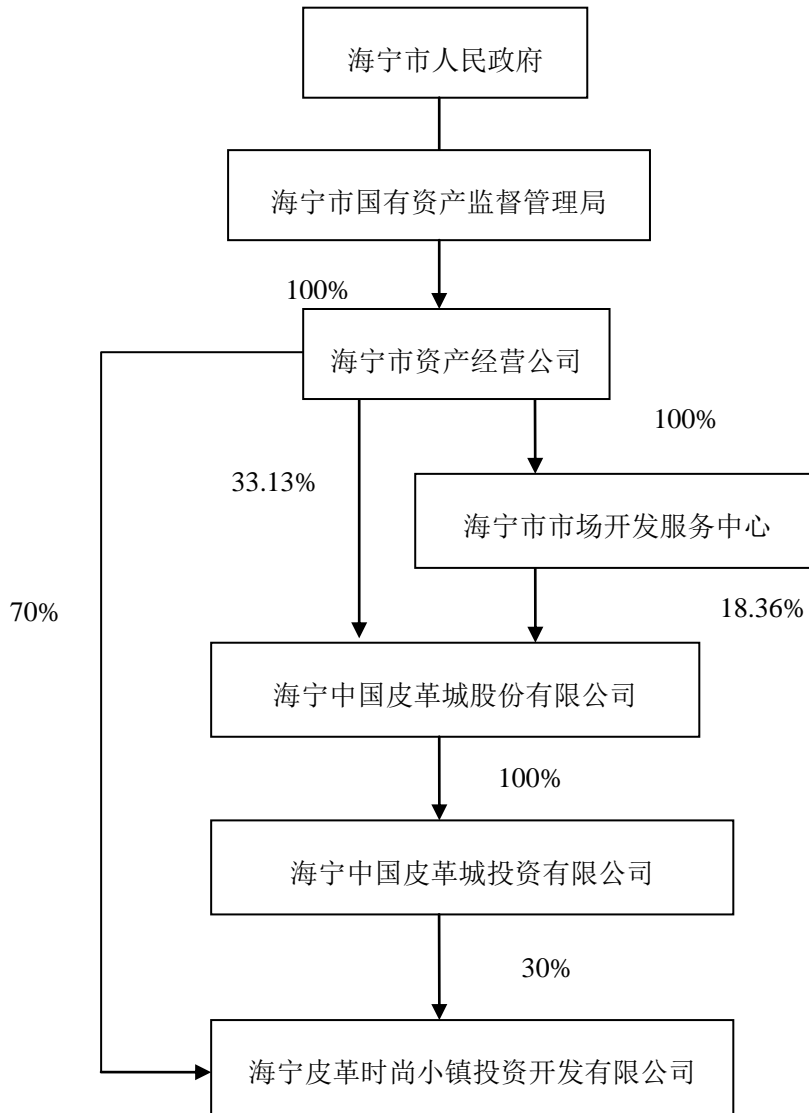 海宁市人民政府
海宁市国有资产监督管理局
100%
海宁市资产经营公司
100%
33.13%
海宁市市场开发服务中心
70%
18.36%
海宁中国皮革城股份有限公司
100%
海宁中国皮革城投资有限公司
30%
海宁皮革时尚小镇投资开发有限公司